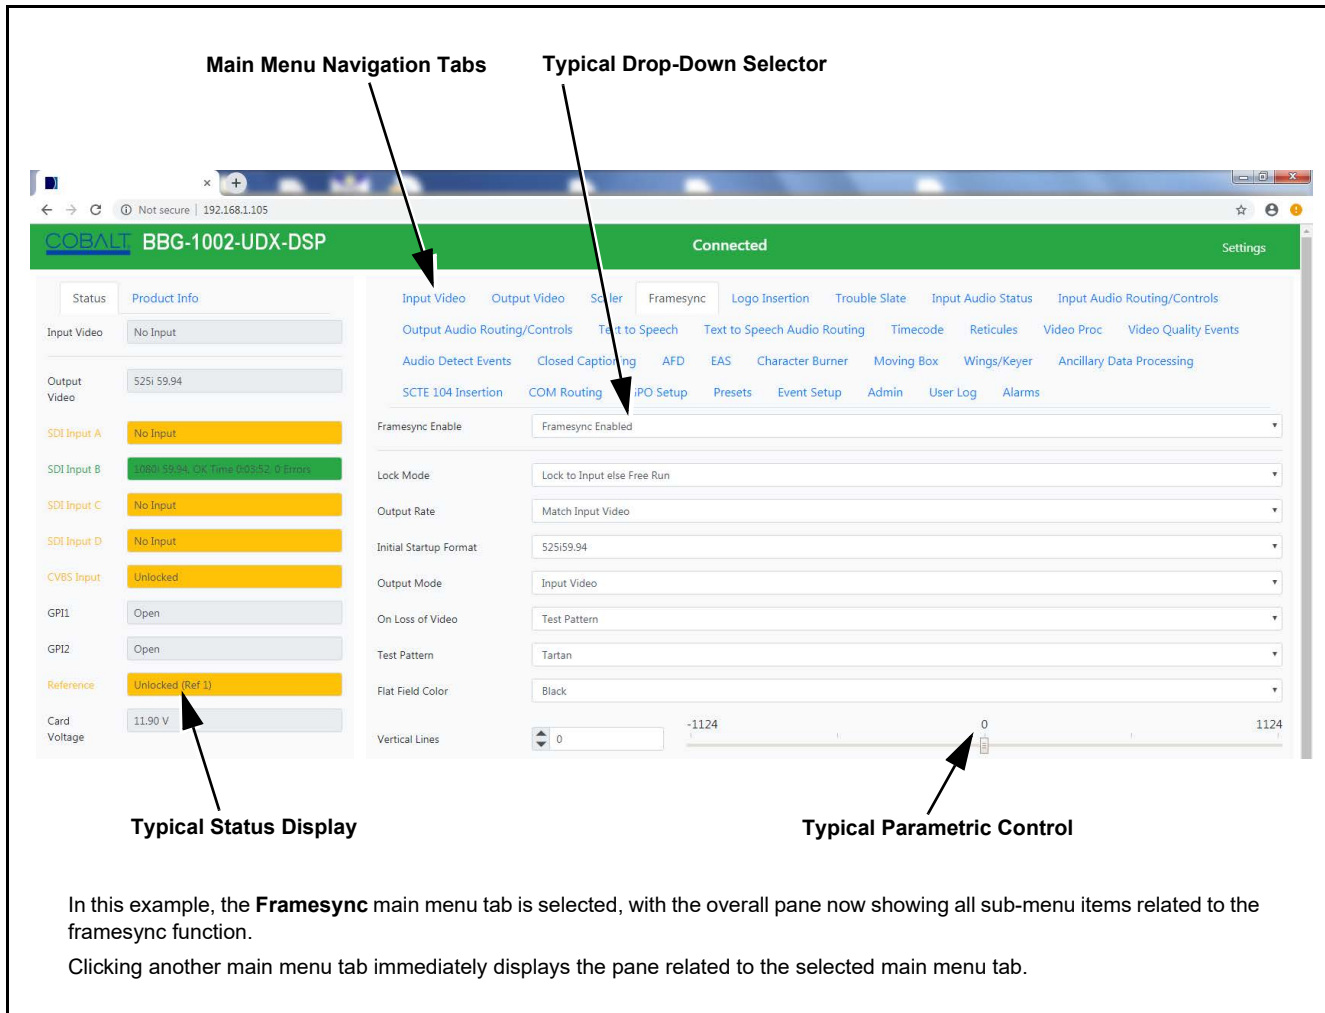 Main Menu Navigation Tabs
Typical Drop-Down Selector
Not secure | 192.168.1.105
COBALT BBG-1002-UDX-DSP
Connected
Settings
Status Product Info
Input Video No Input
Output Video 525i 59.94
SDI Input A No Input
SDI Input B 1080i 59.94, OK Time 0:03:52, 0 Errors
SDI Input C No Input
SDI Input D No Input
CVBS Input Unlocked
GPI1 Open
GPI2 Open
Reference Unlocked (Ref 1)
Card Voltage 11.90 V
Input Video Output Video Scaler Framesync Logo Insertion Trouble Slate Input Audio Status Input Audio Routing/Controls
Output Audio Routing/Controls Text to Speech Text to Speech Audio Routing Timecode Reticules Video Proc Video Quality Events
Audio Detect Events Closed Captioning AFD EAS Character Burner Moving Box Wings/Keyer Ancillary Data Processing
SCTE 104 Insertion COM Routing GPO Setup Presets Event Setup Admin User Log Alarms
Framesync Enable Framesync Enabled
Lock Mode Lock to Input else Free Run
Output Rate Match Input Video
Initial Startup Format 525i59.94
Output Mode Input Video
On Loss of Video Test Pattern
Test Pattern Tartan
Flat Field Color Black
Vertical Lines 0 -1124 0 1124
Typical Status Display
Typical Parametric Control
In this example, the Framesync main menu tab is selected, with the overall pane now showing all sub-menu items related to the
framesync function.
Clicking another main menu tab immediately displays the pane related to the selected main menu tab.